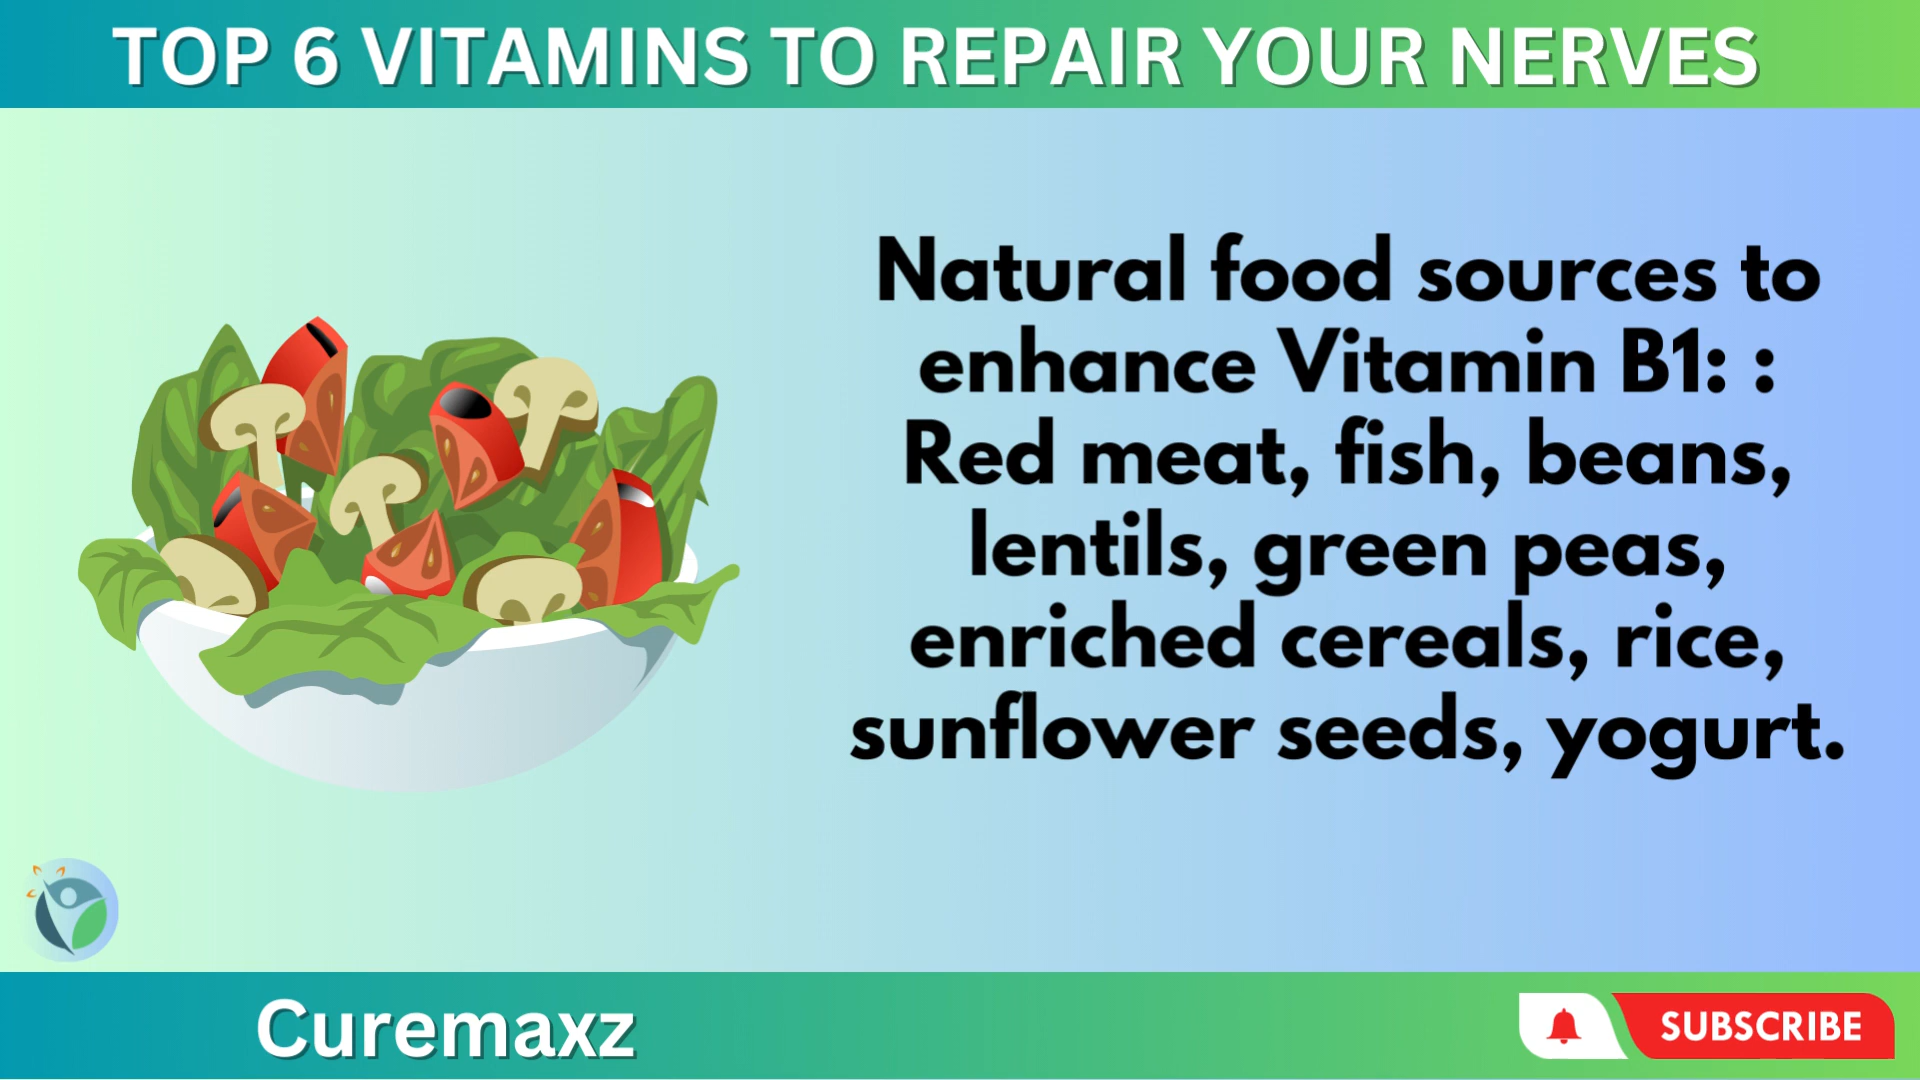 TOP 6 VITAMINS TO REPAIR YOUR NERVES
Natural food sources to
enhance Vitamin B1: :
Red meat, fish, beans,
lentils, green peas,
enriched cereals, rice,
sunflower seeds, yogurt.
Curemaxz
SUBSCRIBE